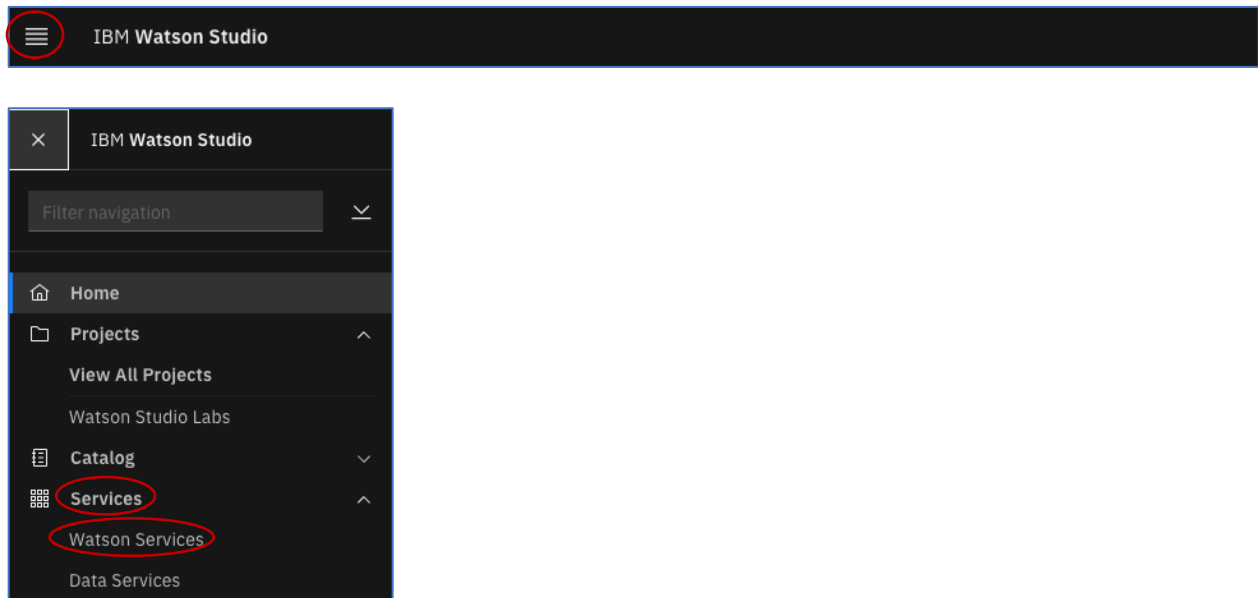 IBM Watson Studio
IBM Watson Studio
Filter navigation
Home
Projects
View All Projects
Watson Studio Labs
Catalog
Services
Watson Services
Data Services